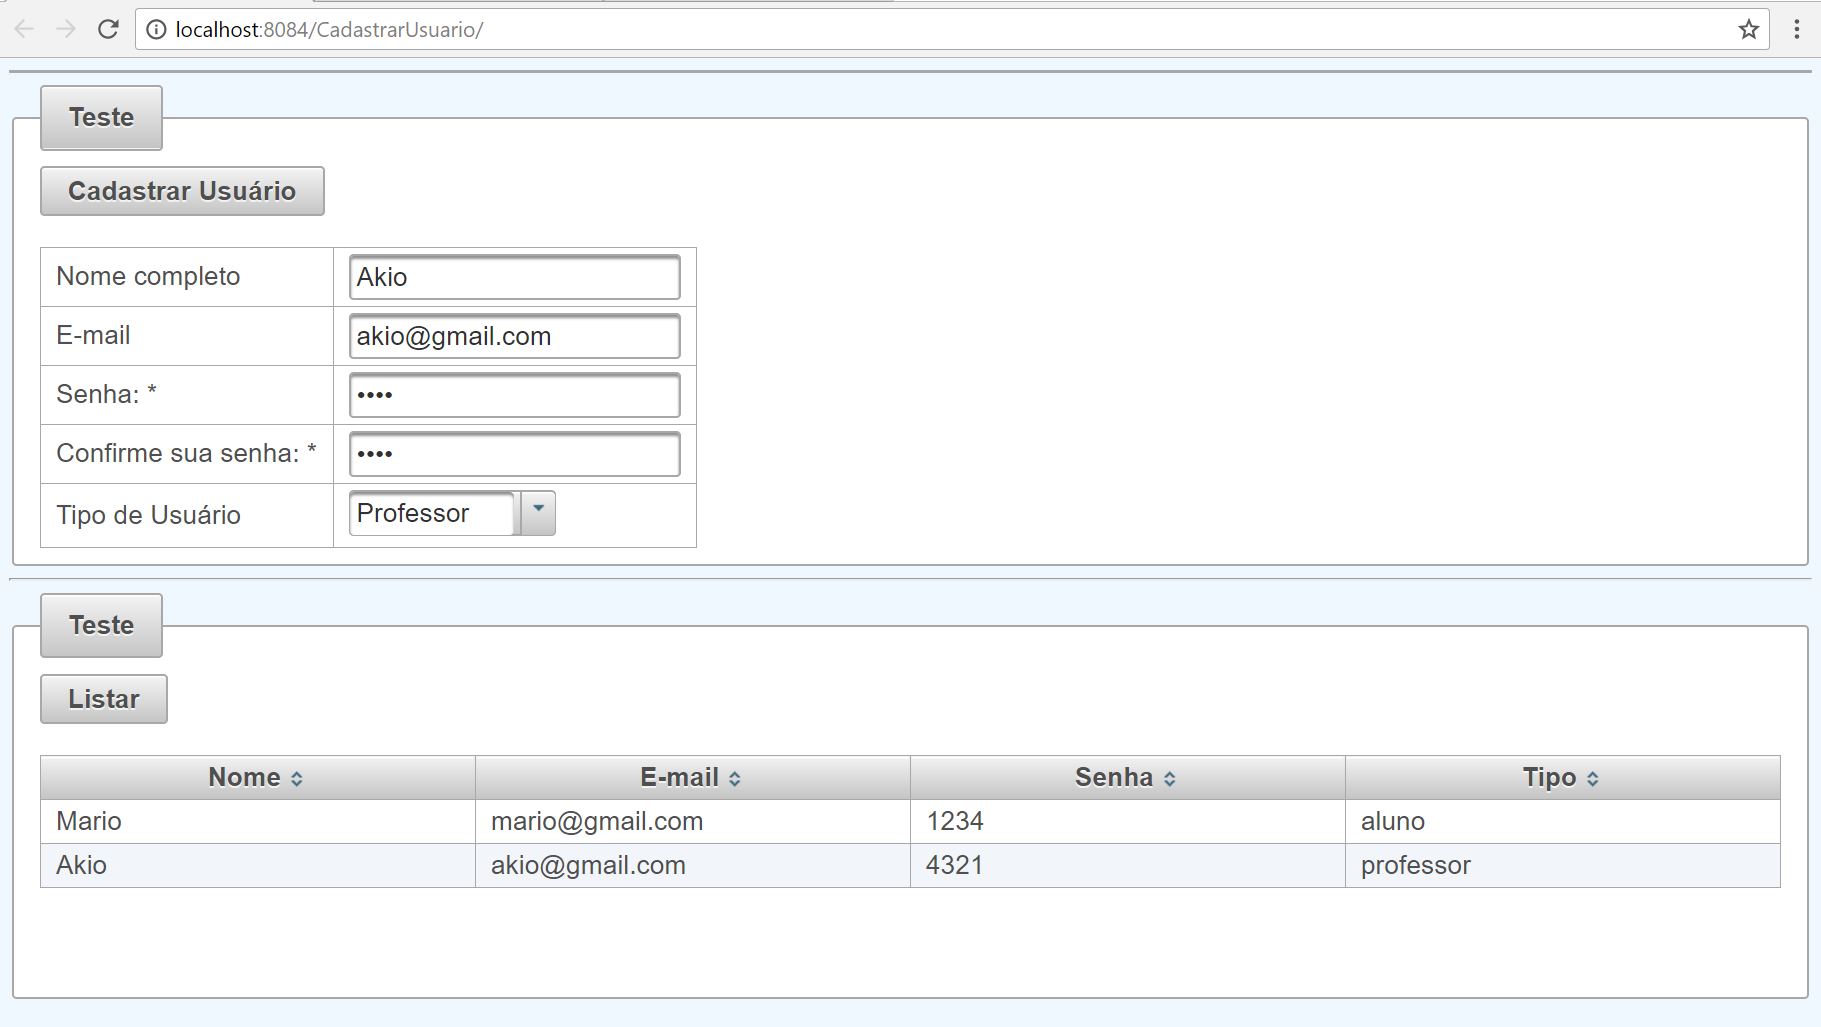 localhost:8084/CadastrarUsuario/
Teste
Cadastrar Usuário
Nome completo Akio
E-mail akio@gmail.com
Senha: * ••••
Confirme sua senha: * ••••
Tipo de Usuário Professor
Teste
Listar
Nome E-mail Senha Tipo
Mario mario@gmail.com 1234 aluno
Akio akio@gmail.com 4321 professor